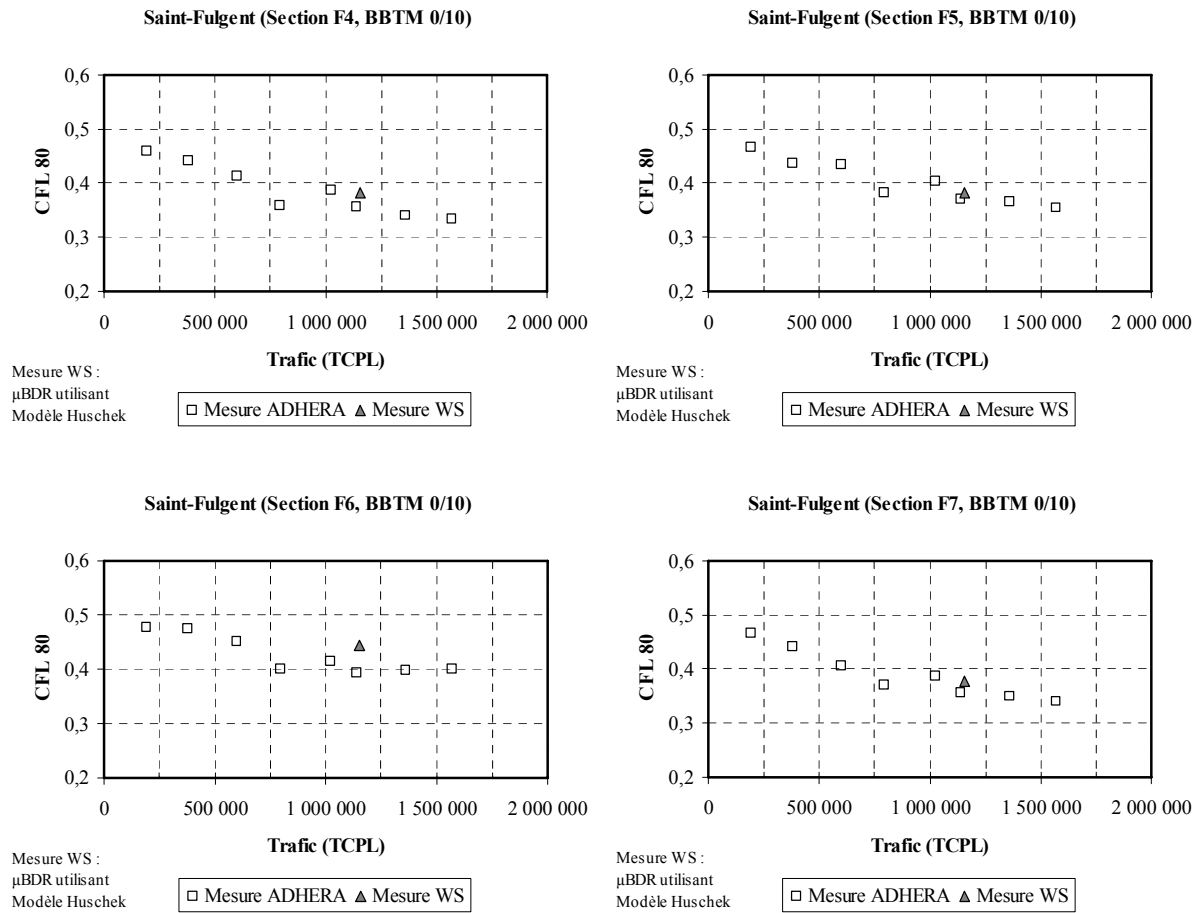 Saint-Fulgent (Section F4, BBTM 0/10)
0,6
0,5
0,4
0,3
0,2
CFL 80
0 500 000 1 000 000 1 500 000 2 000 000
Trafic (TCPL)
Mesure WS :
µBDR utilisant
Modèle Huschek
Mesure ADHERA Mesure WS
Saint-Fulgent (Section F5, BBTM 0/10)
0,6
0,5
0,4
0,3
0,2
CFL 80
0 500 000 1 000 000 1 500 000 2 000 000
Trafic (TCPL)
Mesure WS :
µBDR utilisant
Modèle Huschek
Mesure ADHERA Mesure WS
Saint-Fulgent (Section F6, BBTM 0/10)
0,6
0,5
0,4
0,3
0,2
CFL 80
0 500 000 1 000 000 1 500 000 2 000 000
Trafic (TCPL)
Mesure WS :
µBDR utilisant
Modèle Huschek
Mesure ADHERA Mesure WS
Saint-Fulgent (Section F7, BBTM 0/10)
0,6
0,5
0,4
0,3
0,2
CFL 80
0 500 000 1 000 000 1 500 000 2 000 000
Trafic (TCPL)
Mesure WS :
µBDR utilisant
Modèle Huschek
Mesure ADHERA Mesure WS